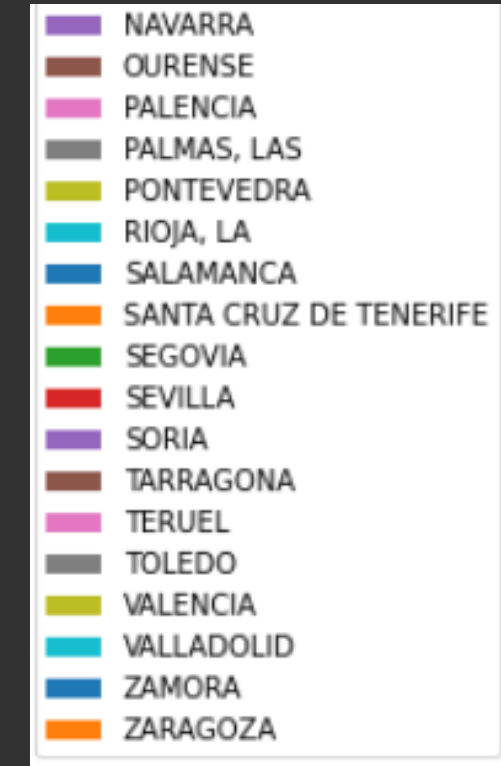 NAVARRA
OURENSE
PALENCIA
PALMAS, LAS
PONTEVEDRA
RIOJA, LA
SALAMANCA
SANTA CRUZ DE TENERIFE
SEGOVIA
SEVILLA
SORIA
TARRAGONA
TERUEL
TOLEDO
VALENCIA
VALLADOLID
ZAMORA
ZARAGOZA